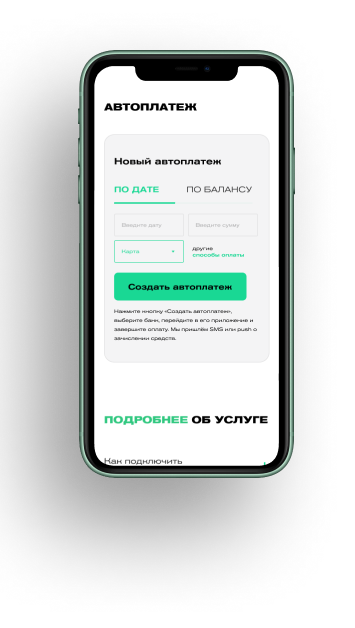 АВТОПЛАТЕЖ
Новый автоплатеж
ПО ДАТЕ ПО БАЛАНСУ
Введите дату Введите сумму
Карта другие
способы оплаты
Создать автоплатеж
Нажмите кнопку «Создать автоплатеж»,
выберите банк, перейдите в его приложение и
завершите оплату. Мы пришлём SMS или push о
зачислении средств.
ПОДРОБНЕЕ ОБ УСЛУГЕ
Как подключить